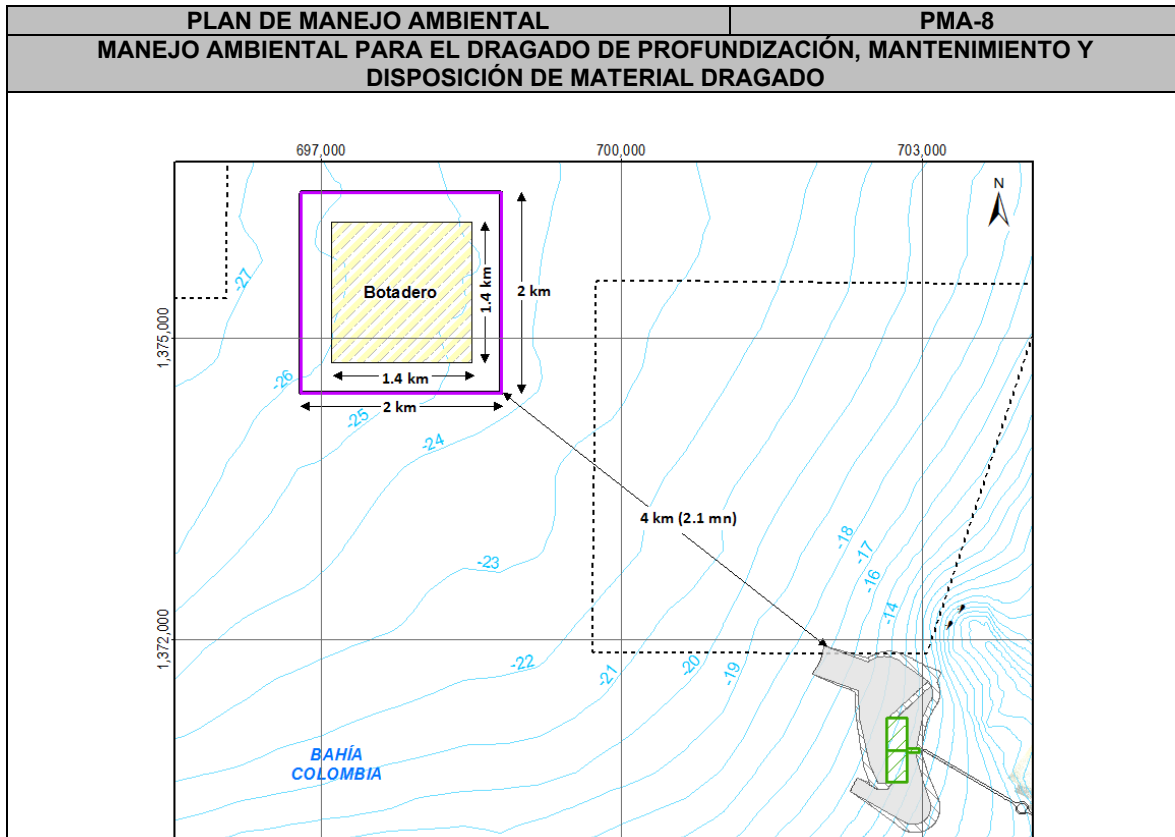 PLAN DE MANEJO AMBIENTAL
PMA-8
MANEJO AMBIENTAL PARA EL DRAGADO DE PROFUNDIZACIÓN, MANTENIMIENTO Y
DISPOSICIÓN DE MATERIAL DRAGADO
697,000
700,000
703,000
N
-27
Botadero
1.4 km
2 km
1,375,000
1.4 km
-26
2 km
-25
-24
4 km (2.1 mn)
-18
-17
-23
-16
-14
1,372,000
-22
-21
-20
-19
BAHÍA
COLOMBIA